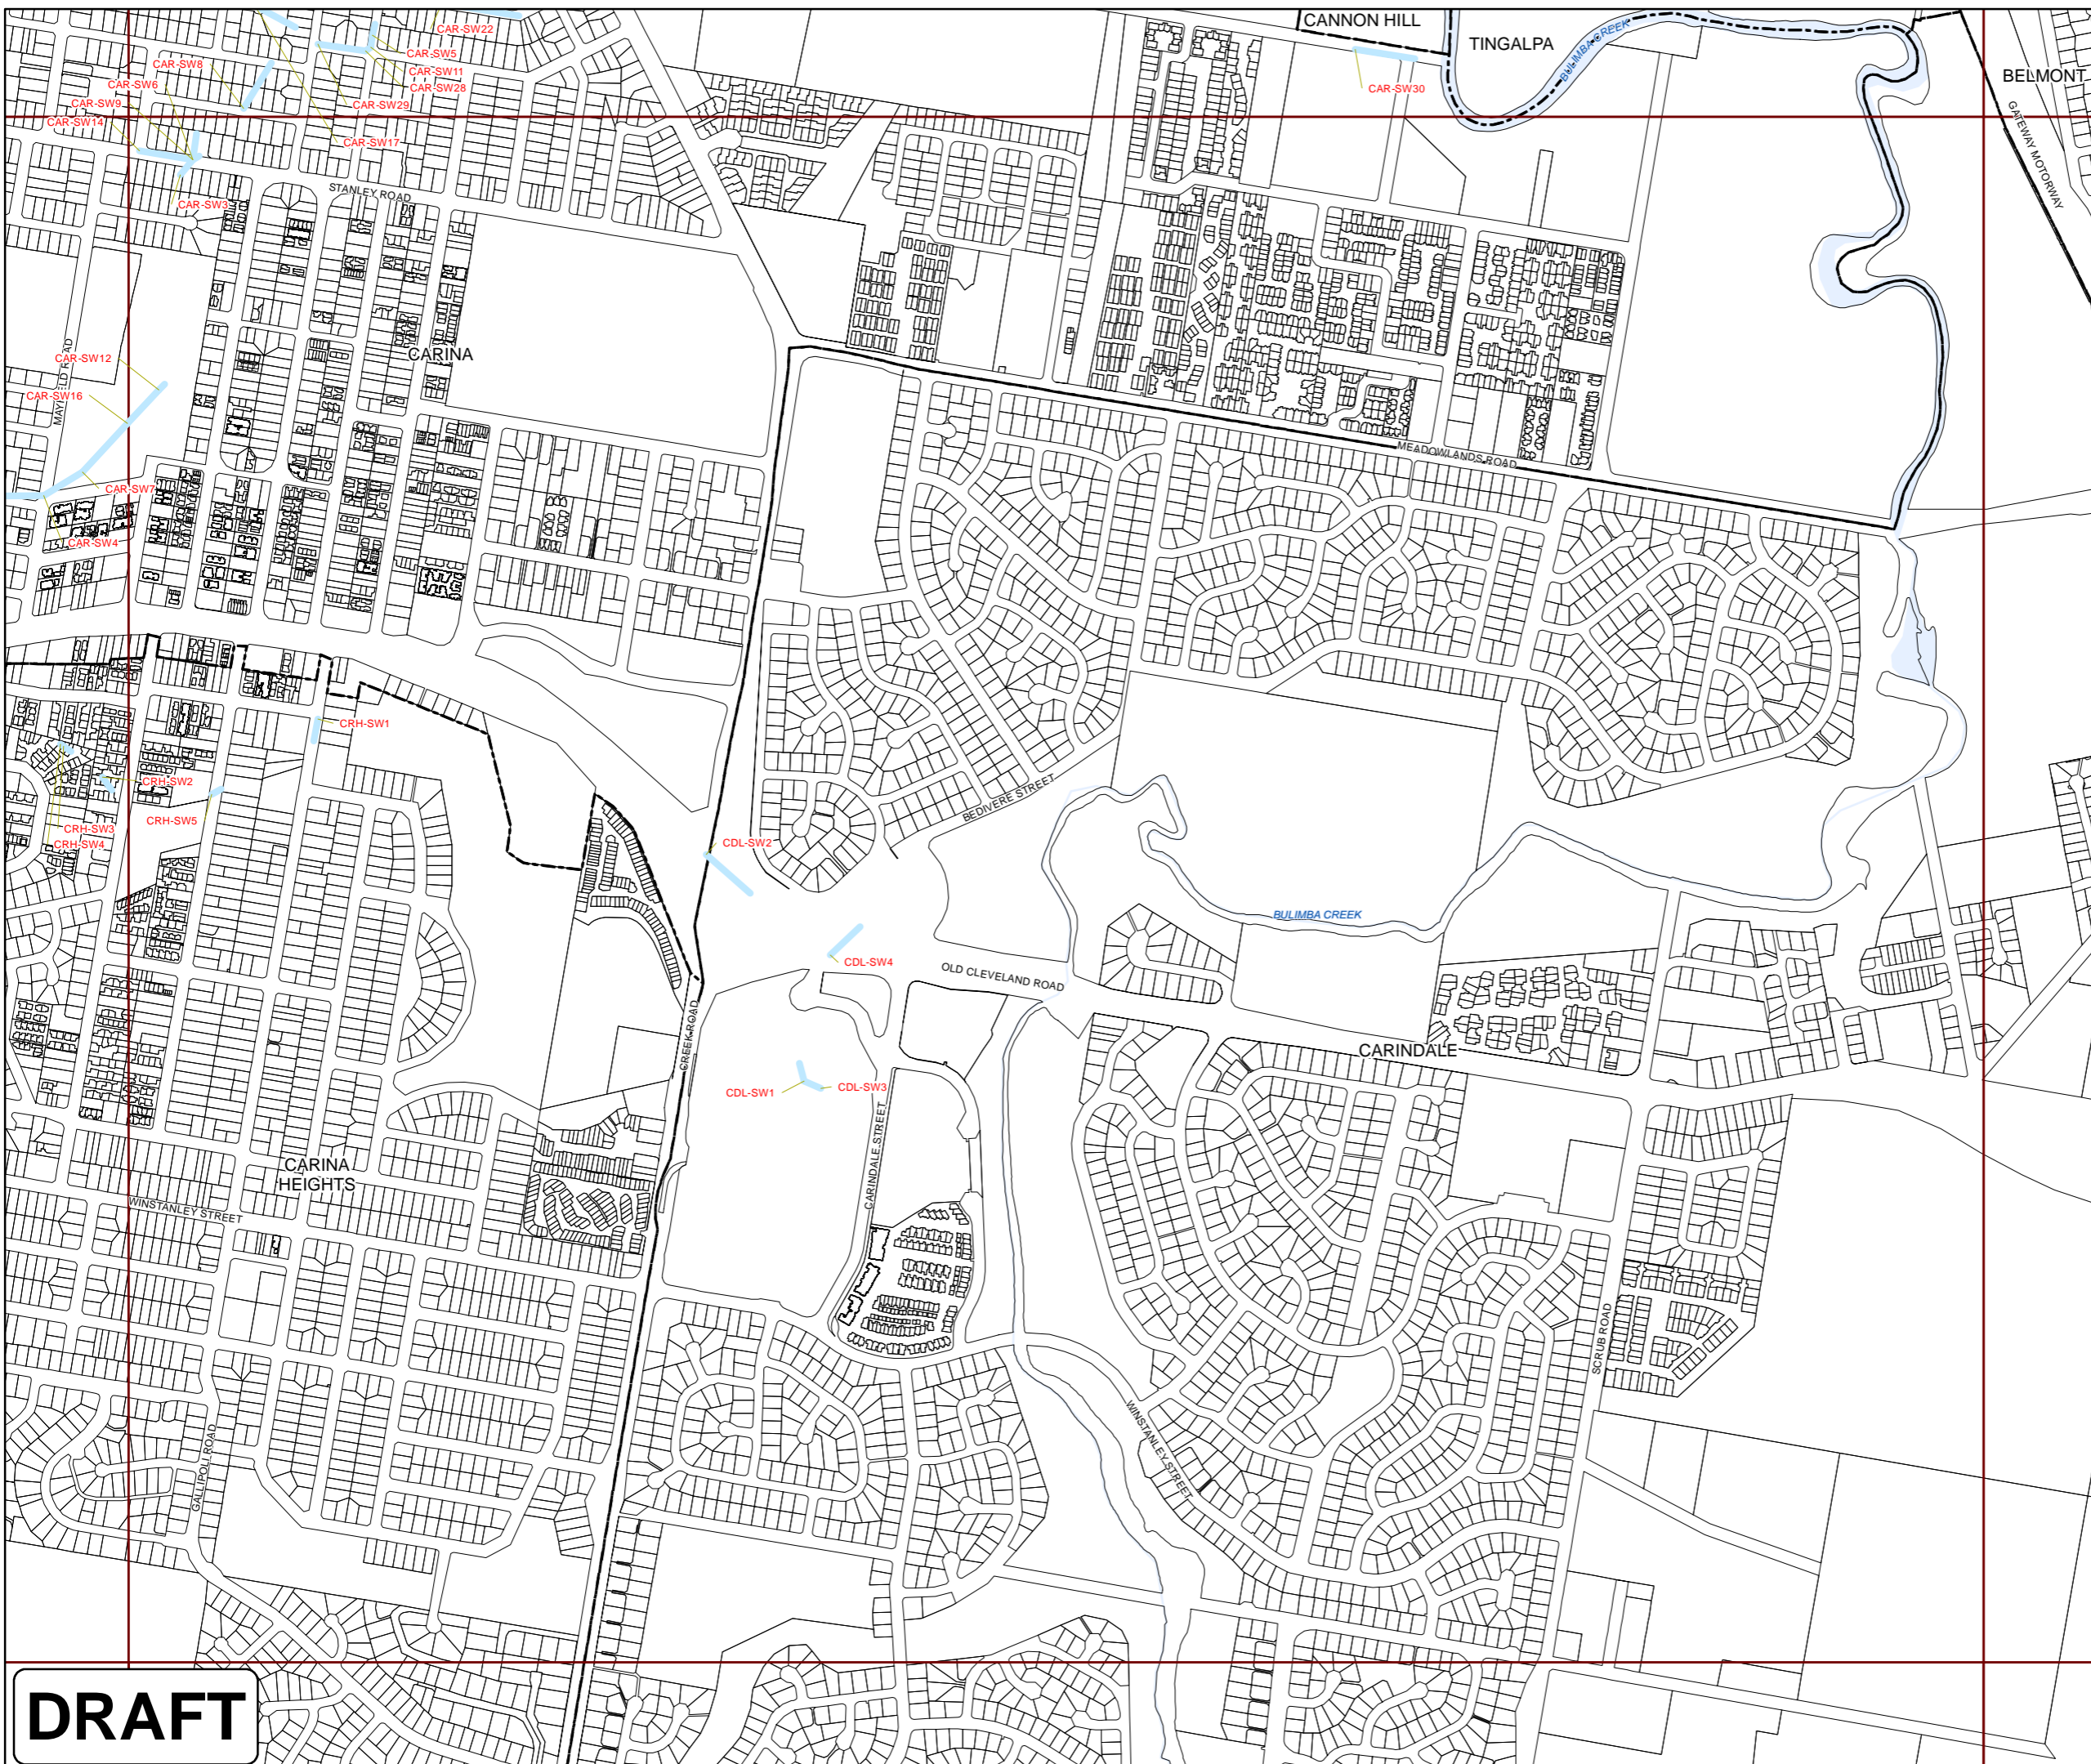 CANNON HILL
TINGALPA
BULIMBA CREEK
BELMONT
GATEWAY MOTORWAY
CAR-SW22
CAR-SW5
CAR-SW11
CAR-SW28
CAR-SW29
CAR-SW17
CAR-SW8
CAR-SW6
CAR-SW9
CAR-SW14
CAR-SW3
CAR-SW30
STANLEY ROAD
CARINA
CAR-SW12
CAR-SW16
MAYFIELD ROAD
CAR-SW7
CAR-SW4
MEADOWLANDS ROAD
CRH-SW1
CRH-SW2
CRH-SW5
CRH-SW3
CRH-SW4
BEDIVERE STREET
CDL-SW2
BULIMBA CREEK
CDL-SW4
OLD CLEVELAND ROAD
CREEK ROAD
CARINDALE
CDL-SW1
CDL-SW3
CARINDALE STREET
CARINA
HEIGHTS
WINSTANLEY STREET
SCRUB ROAD
WINSTANLEY STREET
GALLIPOLI ROAD
DRAFT